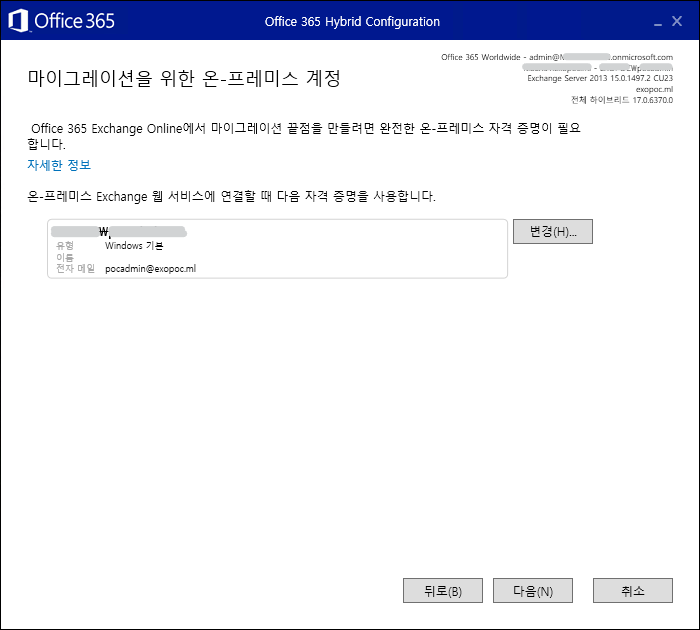 Office 365
Office 365 Hybrid Configuration
Office 365 Worldwide - admin@ .onmicrosoft.com
Exchange Server 2013 15.0.1497.2 CU23
exopoc.ml
전체 하이브리드 17.0.6370.0
마이그레이션을 위한 온-프레미스 계정
Office 365 Exchange Online에서 마이그레이션 끝점을 만들려면 완전한 온-프레미스 자격 증명이 필요
합니다.
자세한 정보
온-프레미스 Exchange 웹 서비스에 연결할 때 다음 자격 증명을 사용합니다.
₩
유형 Windows 기본
이름
전자 메일 pocadmin@exopoc.ml
변경(H)...
뒤로(B) 다음(N) 취소